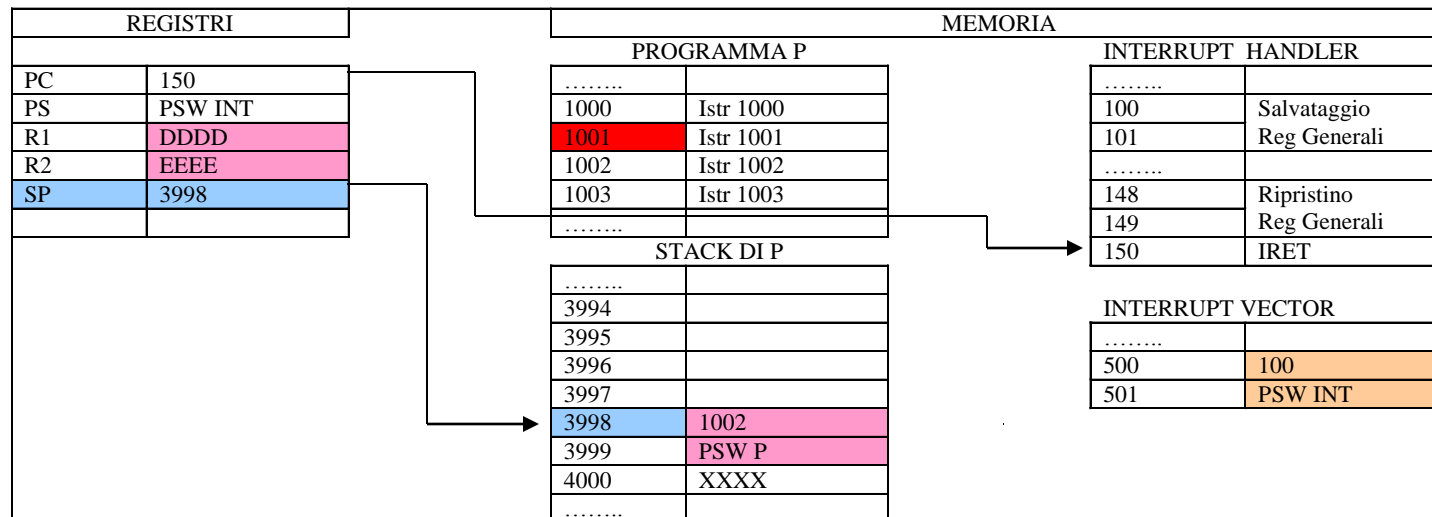 REGISTRI MEMORIA
PROGRAMMA P INTERRUPT HANDLER
PC 150 …….. ……..
PS PSW INT 1000 Istr 1000 100 Salvataggio
R1 DDDD 1001 Istr 1001 101 Reg Generali
R2 EEEE 1002 Istr 1002 ……..
SP 3998 1003 Istr 1003 148 Ripristino
…….. 149 Reg Generali
STACK DI P 150 IRET
……..
3994 INTERRUPT VECTOR
3995 ……..
3996 500 100
3997 501 PSW INT
3998 1002
3999 PSW P
4000 XXXX
……..